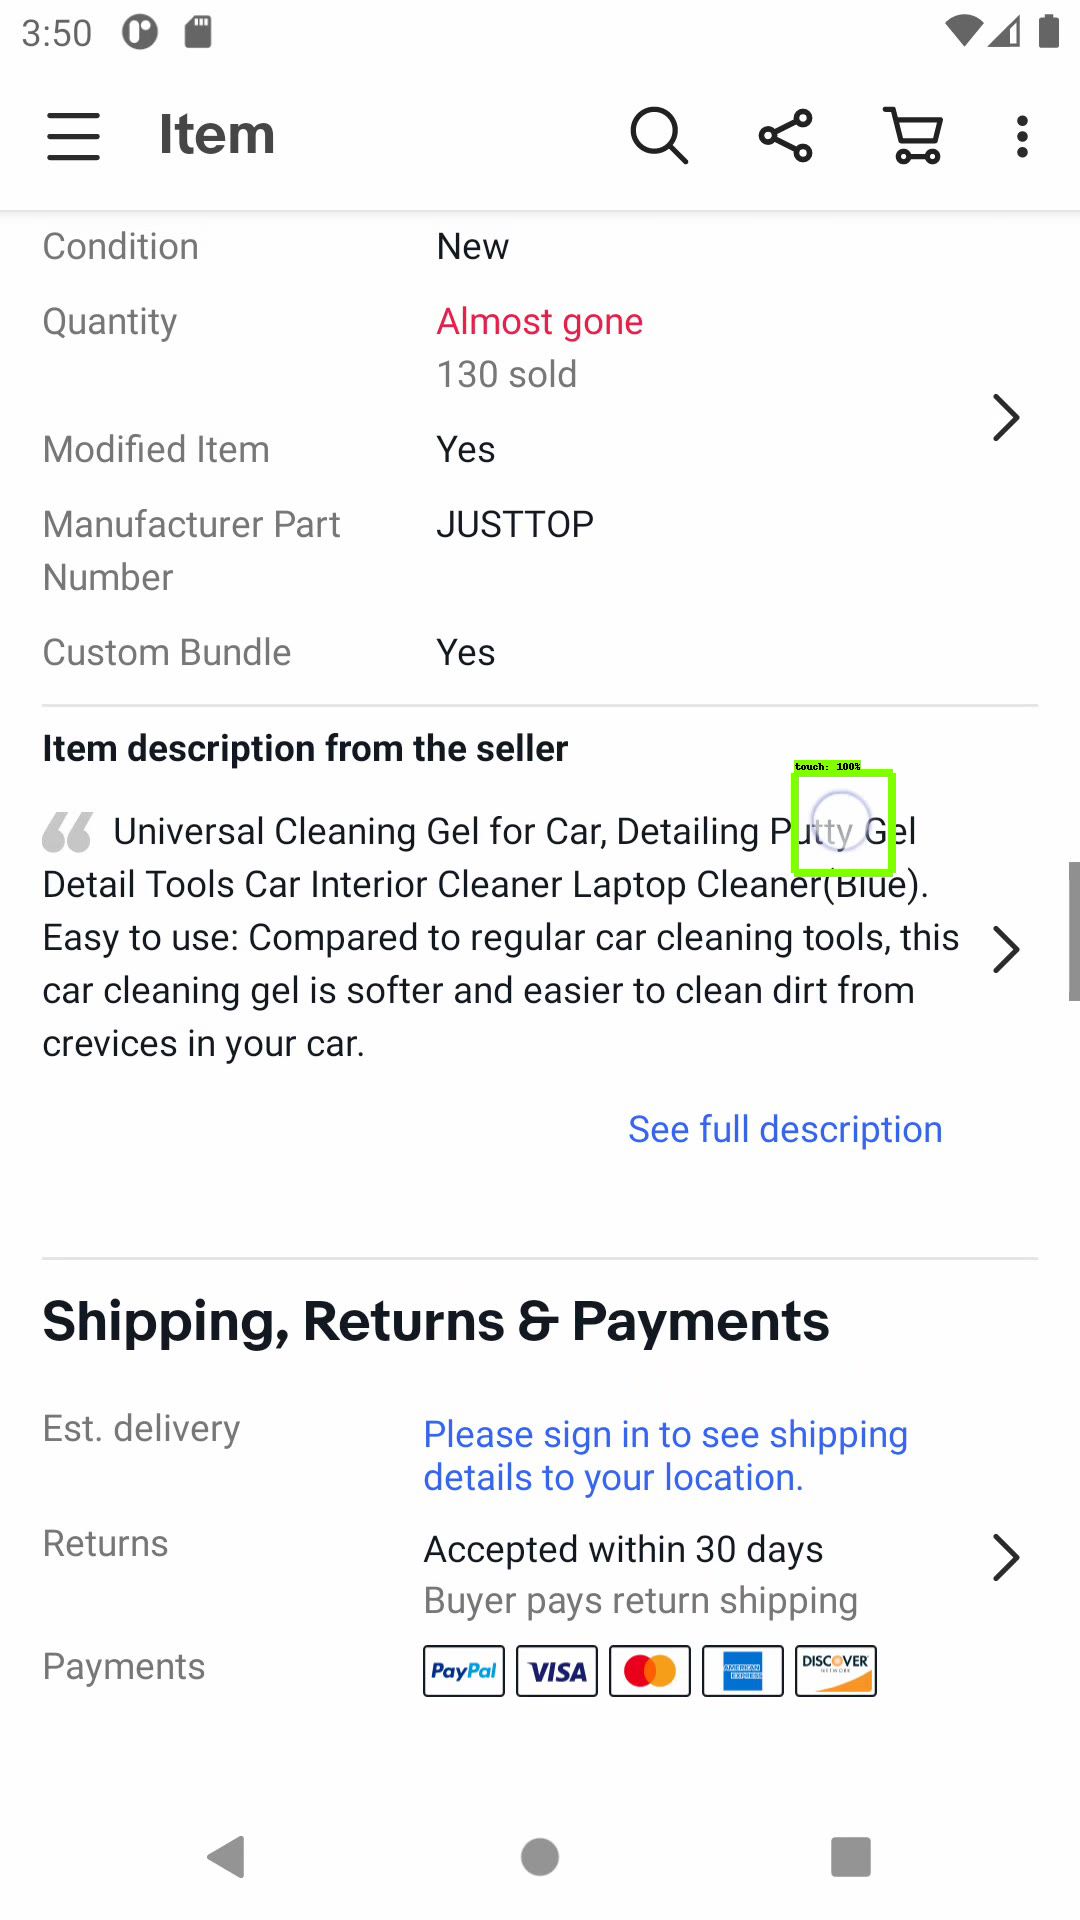 3:50
Item
Condition New
Quantity Almost gone
130 sold
Modified Item Yes
Manufacturer Part Number JUSTTOP
Custom Bundle Yes
Item description from the seller
touch: 100%
Universal Cleaning Gel for Car, Detailing Putty Gel
Detail Tools Car Interior Cleaner Laptop Cleaner(Blue).
Easy to use: Compared to regular car cleaning tools, this
car cleaning gel is softer and easier to clean dirt from
crevices in your car.
See full description
Shipping, Returns & Payments
Est. delivery Please sign in to see shipping
details to your location.
Returns Accepted within 30 days
Buyer pays return shipping
Payments PayPal VISA AMERICAN EXPRESS DISCOVER NETWORK